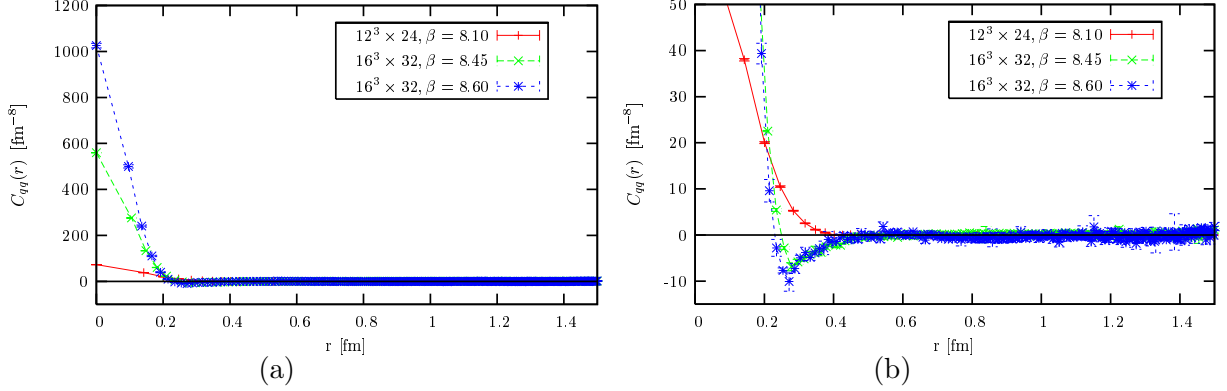 1200
1000
800
600
400
200
0
C_{qq}(r) [fm^{-8}]
12^3 × 24, β = 8.10
16^3 × 32, β = 8.45
16^3 × 32, β = 8.60
0 0.2 0.4 0.6 0.8 1 1.2 1.4
r [fm]
(a)
50
40
30
20
10
0
-10
C_{qq}(r) [fm^{-8}]
12^3 × 24, β = 8.10
16^3 × 32, β = 8.45
16^3 × 32, β = 8.60
0 0.2 0.4 0.6 0.8 1 1.2 1.4
r [fm]
(b)